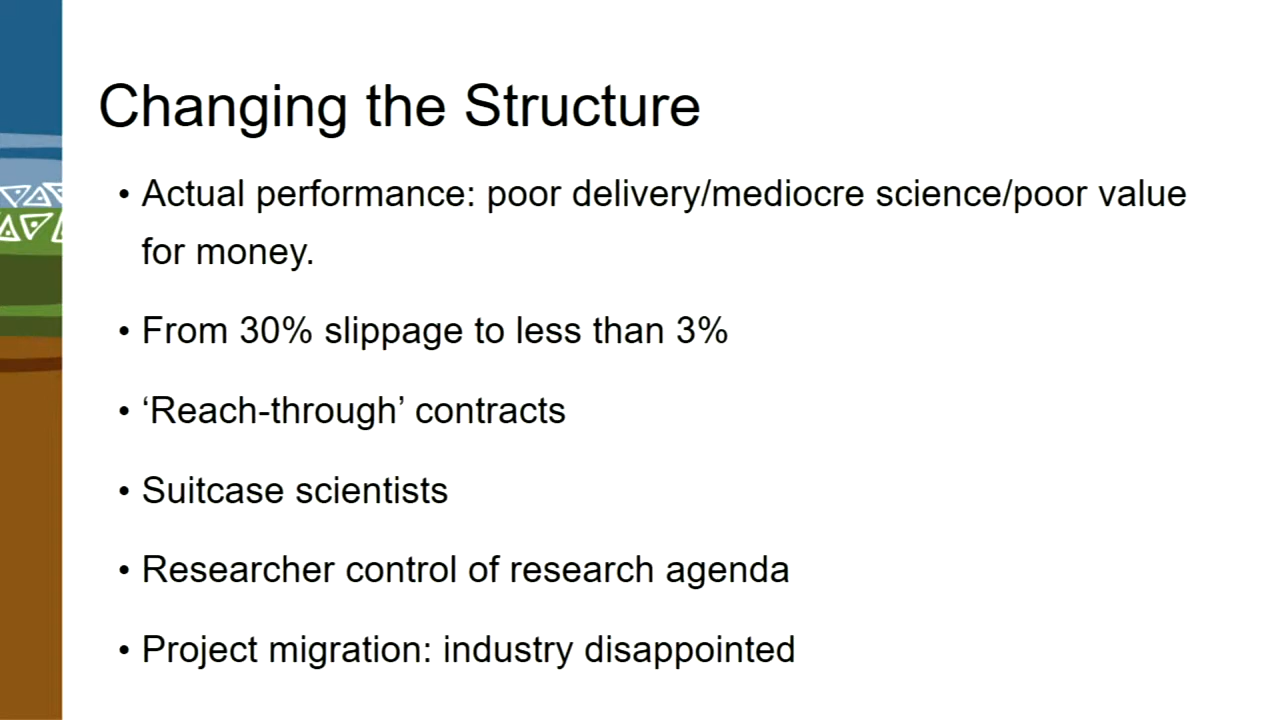 Changing the Structure
• Actual performance: poor delivery/mediocre science/poor value
for money.
• From 30% slippage to less than 3%
• ‘Reach-through’ contracts
• Suitcase scientists
• Researcher control of research agenda
• Project migration: industry disappointed